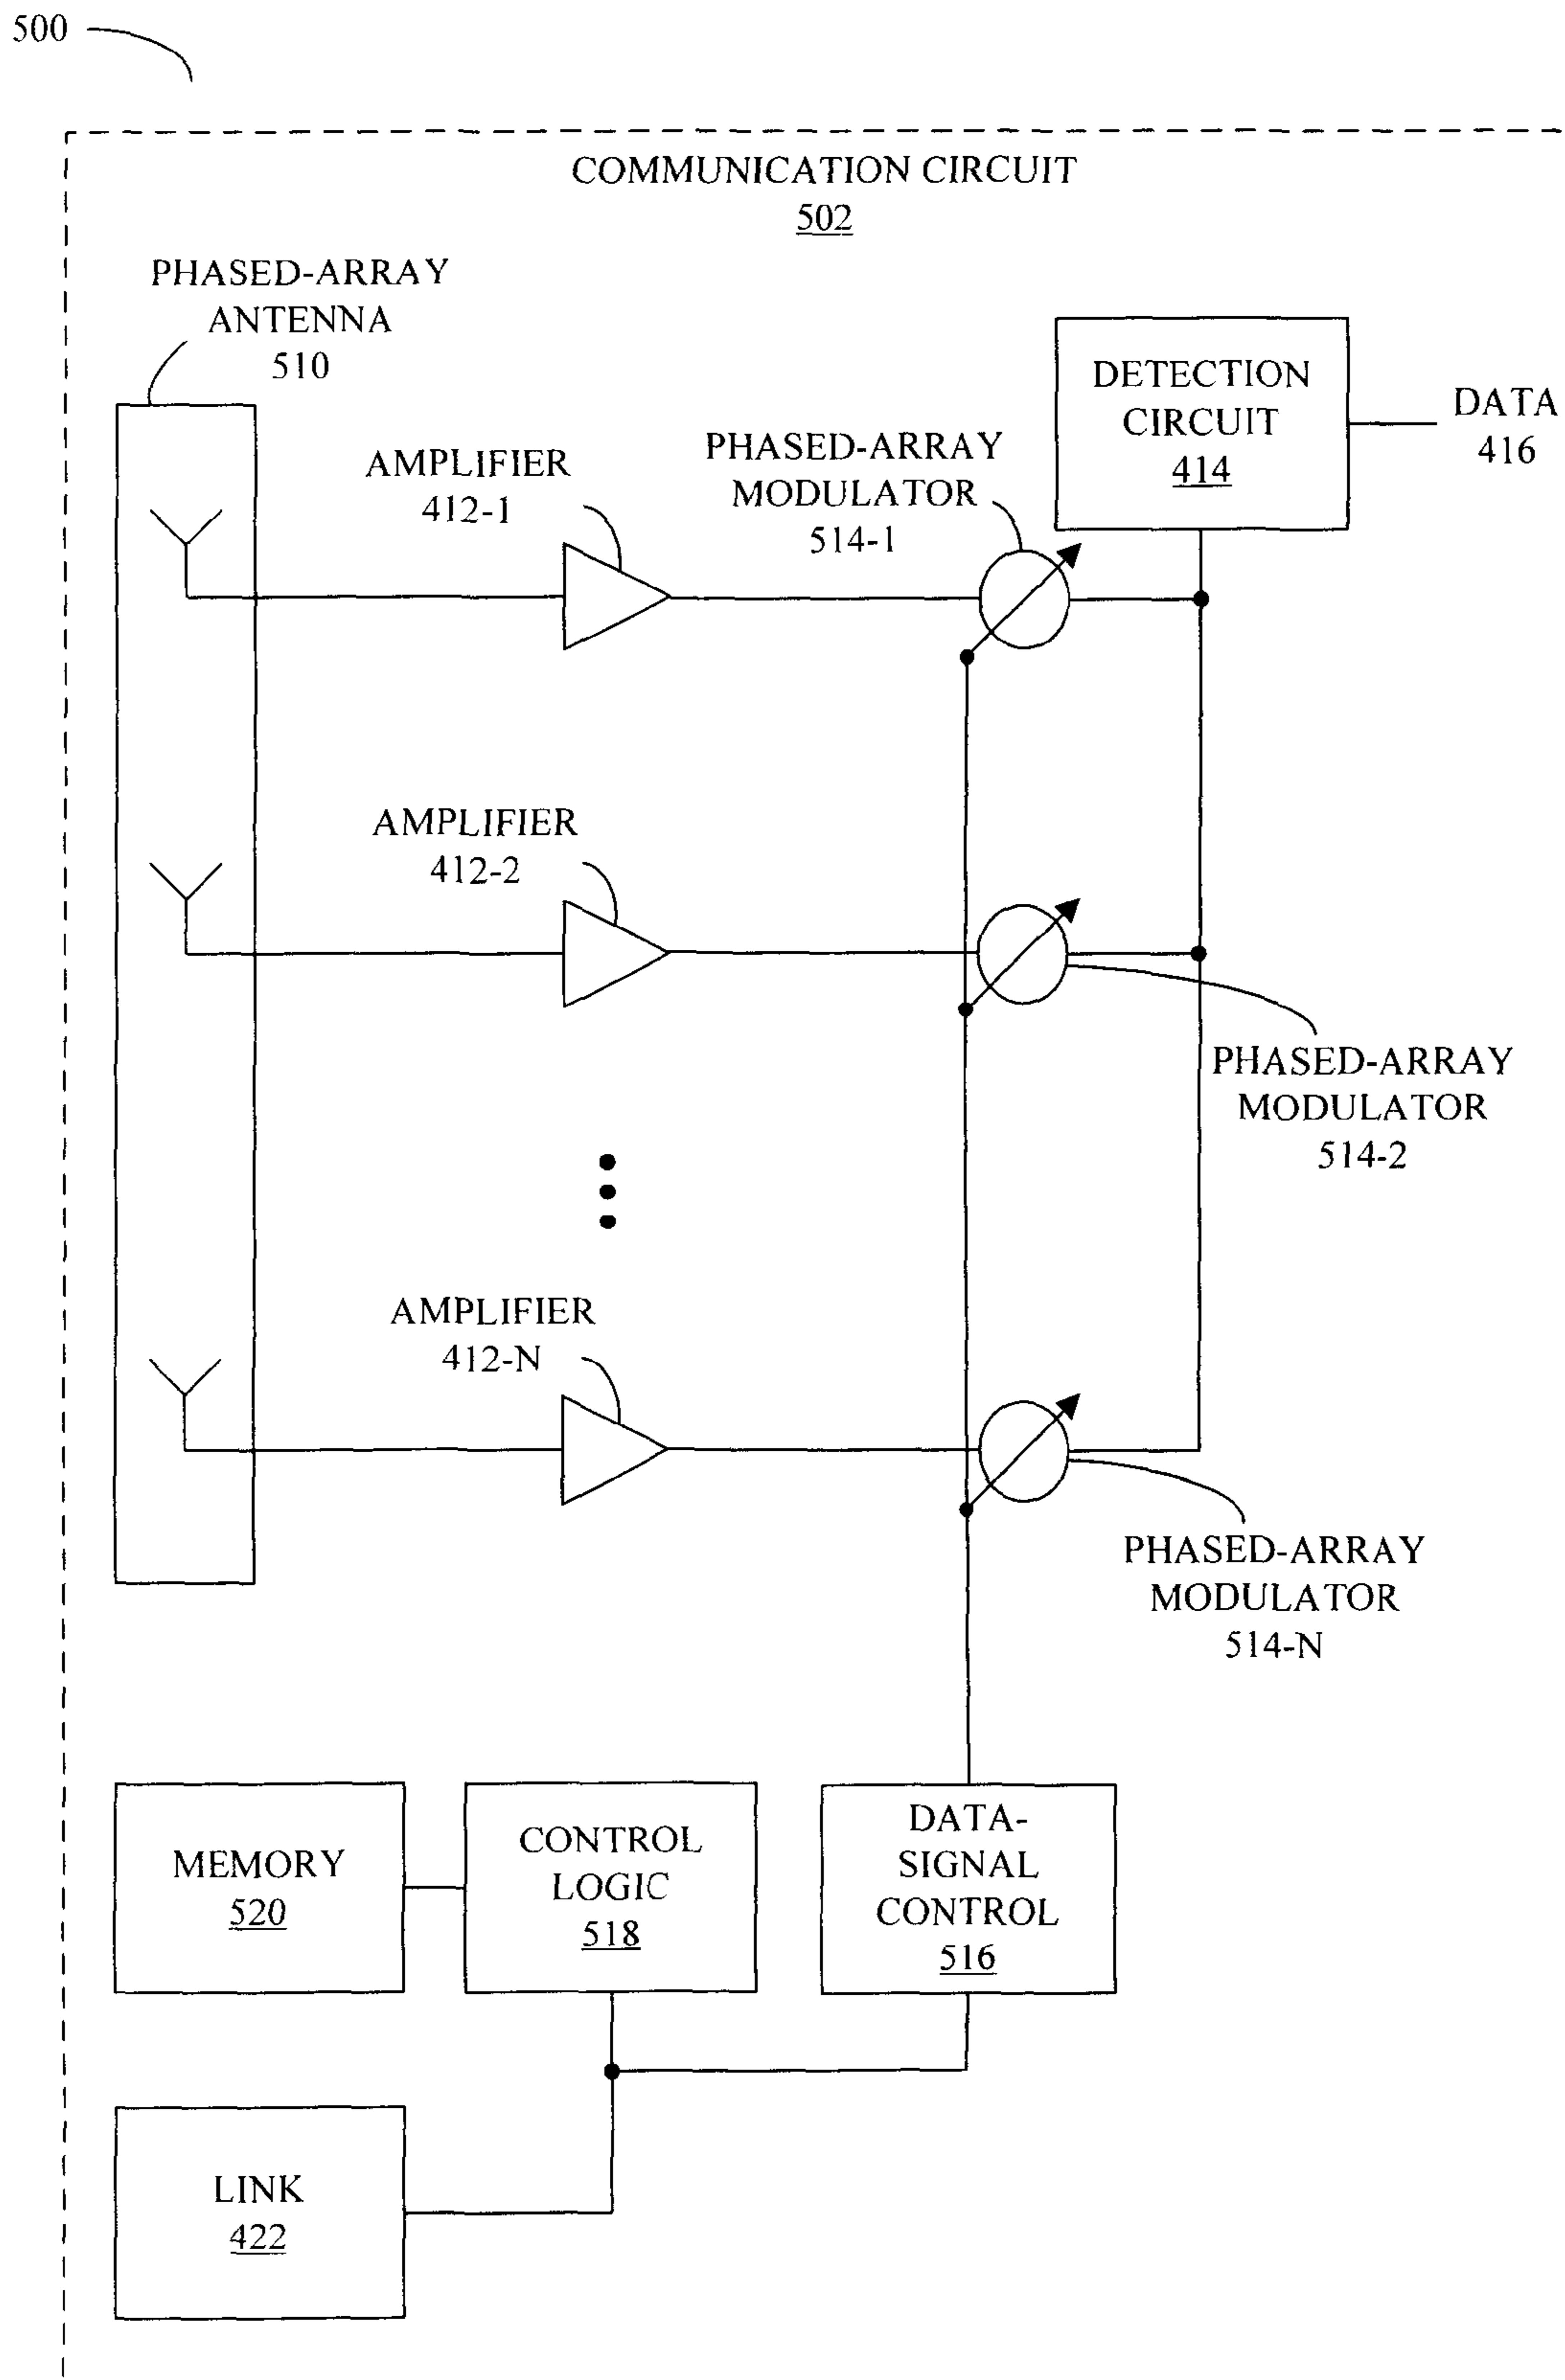 500
COMMUNICATION CIRCUIT
502
PHASED-ARRAY
ANTENNA
510
DETECTION
CIRCUIT
414
DATA
416
AMPLIFIER
412-1
PHASED-ARRAY
MODULATOR
514-1
AMPLIFIER
412-2
PHASED-ARRAY
MODULATOR
514-2
AMPLIFIER
412-N
PHASED-ARRAY
MODULATOR
514-N
MEMORY
520
CONTROL
LOGIC
518
DATA-
SIGNAL
CONTROL
516
LINK
422